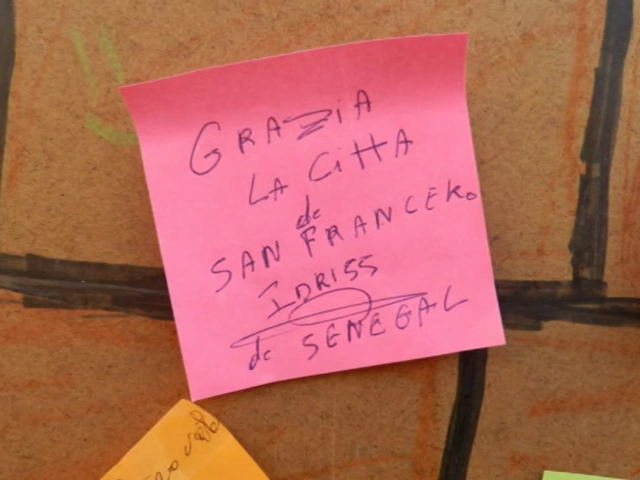 GRAZIA
LA CiTTA
de
SAN FRANCEKo
IDRISS
de SENEGAL